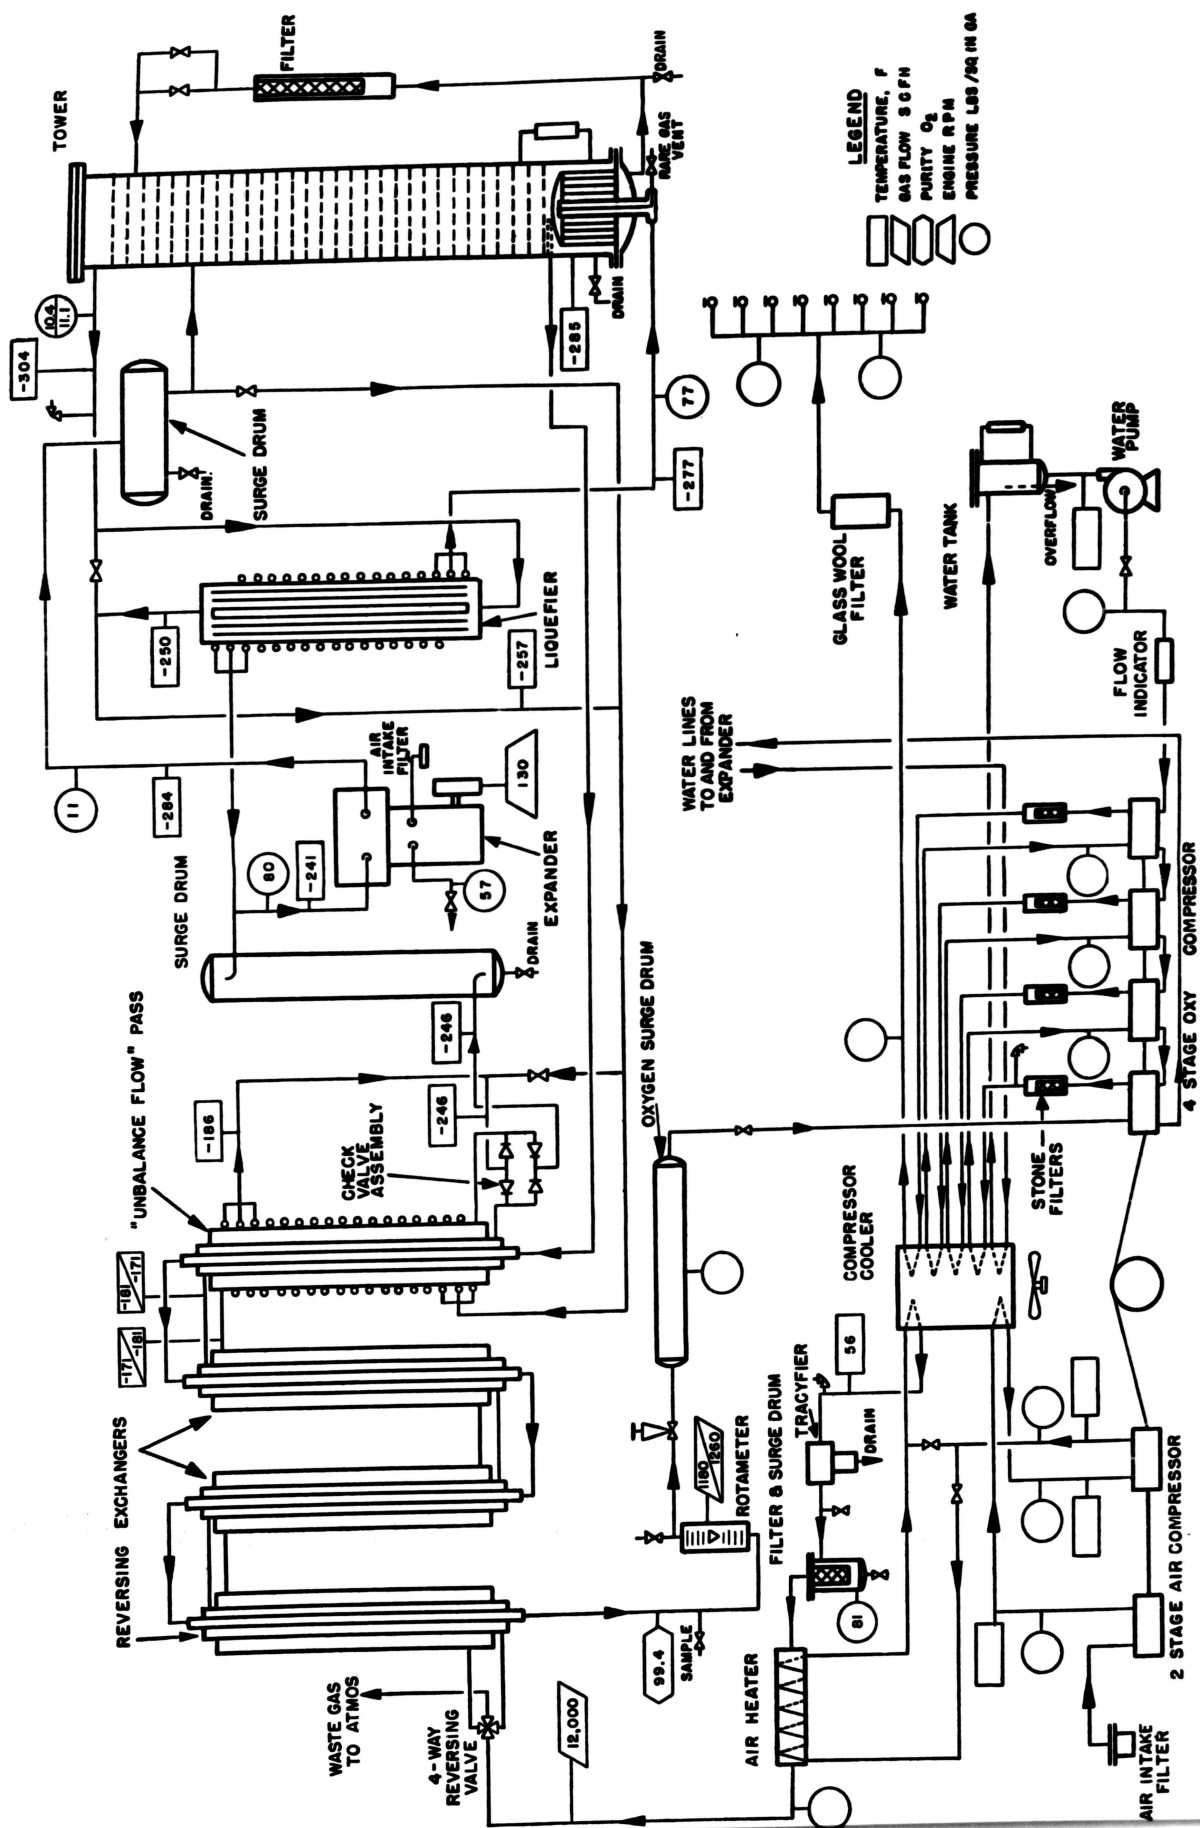 TOWER
FILTER
DRAIN
RARE GAS
VENT
DRAIN
LEGEND
TEMPERATURE, F
GAS FLOW S C F H
PURITY O2
ENGINE R P M
PRESSURE LBS / SQ IN GA
10.4
11.1
-304
-285
77
-277
DRAIN
SURGE DRUM
-250
LIQUEFIER
-257
11
-284
AIR
INTAKE
FILTER
130
80
-241
57
EXPANDER
SURGE DRUM
DRAIN
-246
-246
"UNBALANCE FLOW" PASS
-186
CHECK
VALVE
ASSEMBLY
-181
-171
-171
-181
REVERSING EXCHANGERS
WASTE GAS
TO ATMOS
4-WAY
REVERSING
VALVE
12,000
99.4
SAMPLE
ROTAMETER
1180
1260
OXYGEN SURGE DRUM
GLASS WOOL
FILTER
WATER TANK
OVERFLOW
WATER
PUMP
FLOW
INDICATOR
WATER LINES
TO AND FROM
EXPANDER
4 STAGE OXY COMPRESSOR
STONE
FILTERS
COMPRESSOR
COOLER
56
TRACYFIER
DRAIN
FILTER & SURGE DRUM
81
AIR HEATER
2 STAGE AIR COMPRESSOR
AIR INTAKE
FILTER